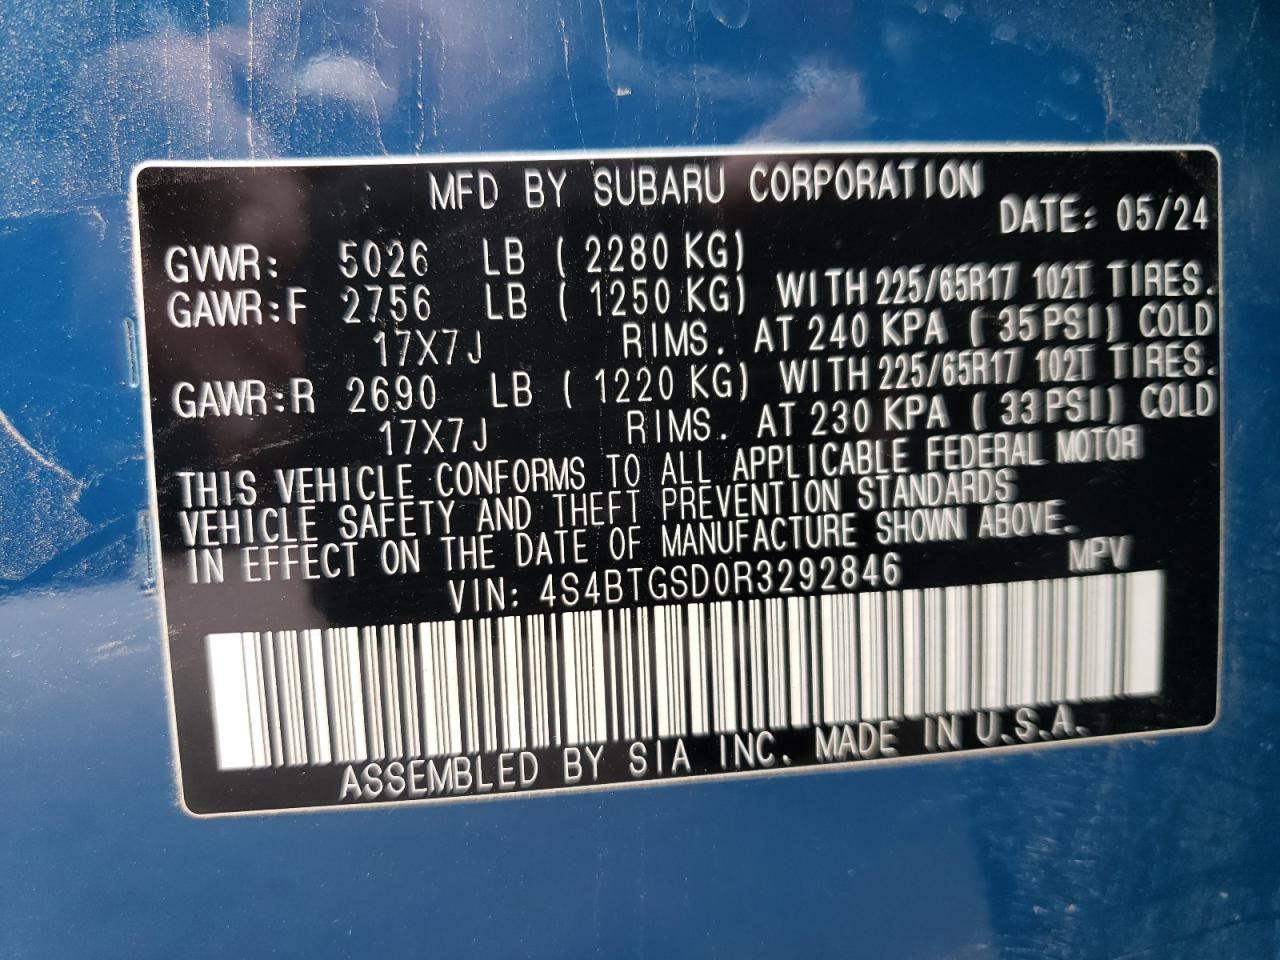 MFD BY SUBARU CORPORATION
DATE: 05/24
GVWR: 5026 LB ( 2280 KG)
GAWR:F 2756 LB ( 1250 KG) WITH 225/65R17 102T TIRES.
17X7J RIMS. AT 240 KPA ( 35PSI) COLD
GAWR:R 2690 LB ( 1220 KG) WITH 225/65R17 102T TIRES.
17X7J RIMS. AT 230 KPA ( 33PSI) COLD
THIS VEHICLE CONFORMS TO ALL APPLICABLE FEDERAL MOTOR
VEHICLE SAFETY AND THEFT PREVENTION STANDARDS
IN EFFECT ON THE DATE OF MANUFACTURE SHOWN ABOVE.
VIN: 4S4BTGSD0R3292846 MPV
ASSEMBLED BY SIA INC. MADE IN U.S.A.